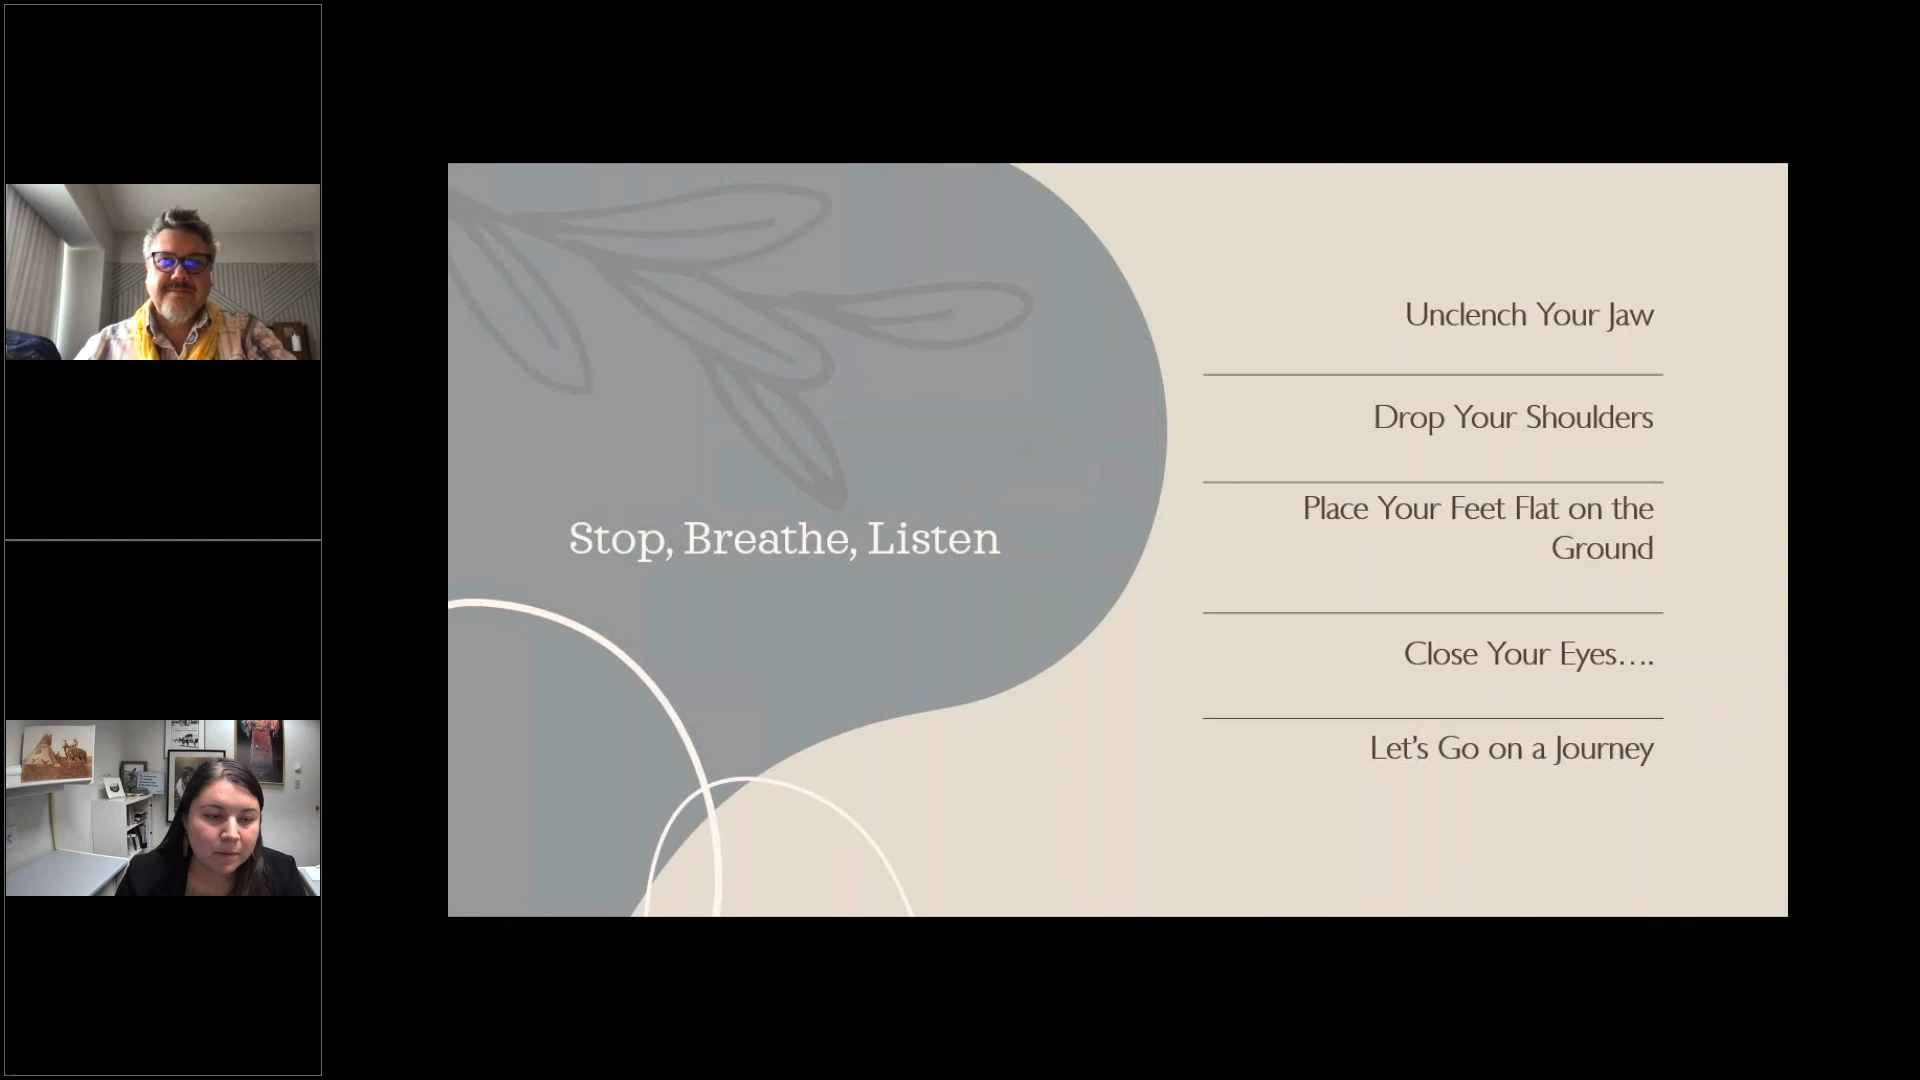 Stop, Breathe, Listen
Unclench Your Jaw
Drop Your Shoulders
Place Your Feet Flat on the
Ground
Close Your Eyes....
Let's Go on a Journey